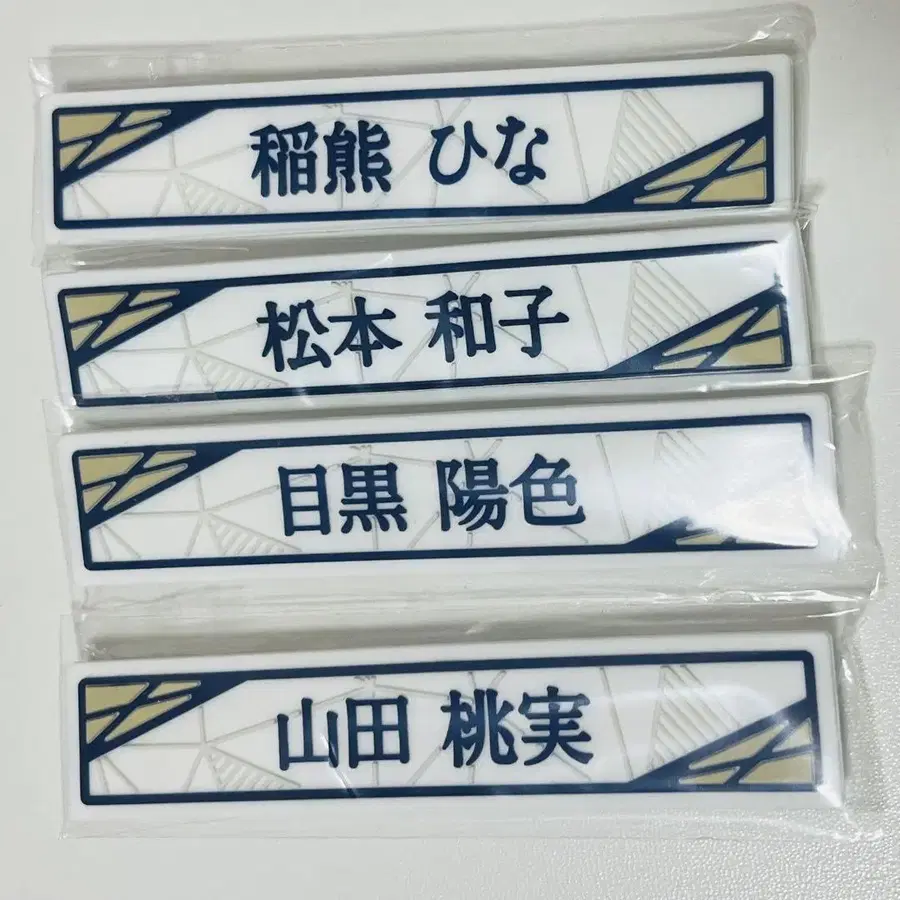 稲熊 ひな
松本 和子
目黒 陽色
山田 桃実